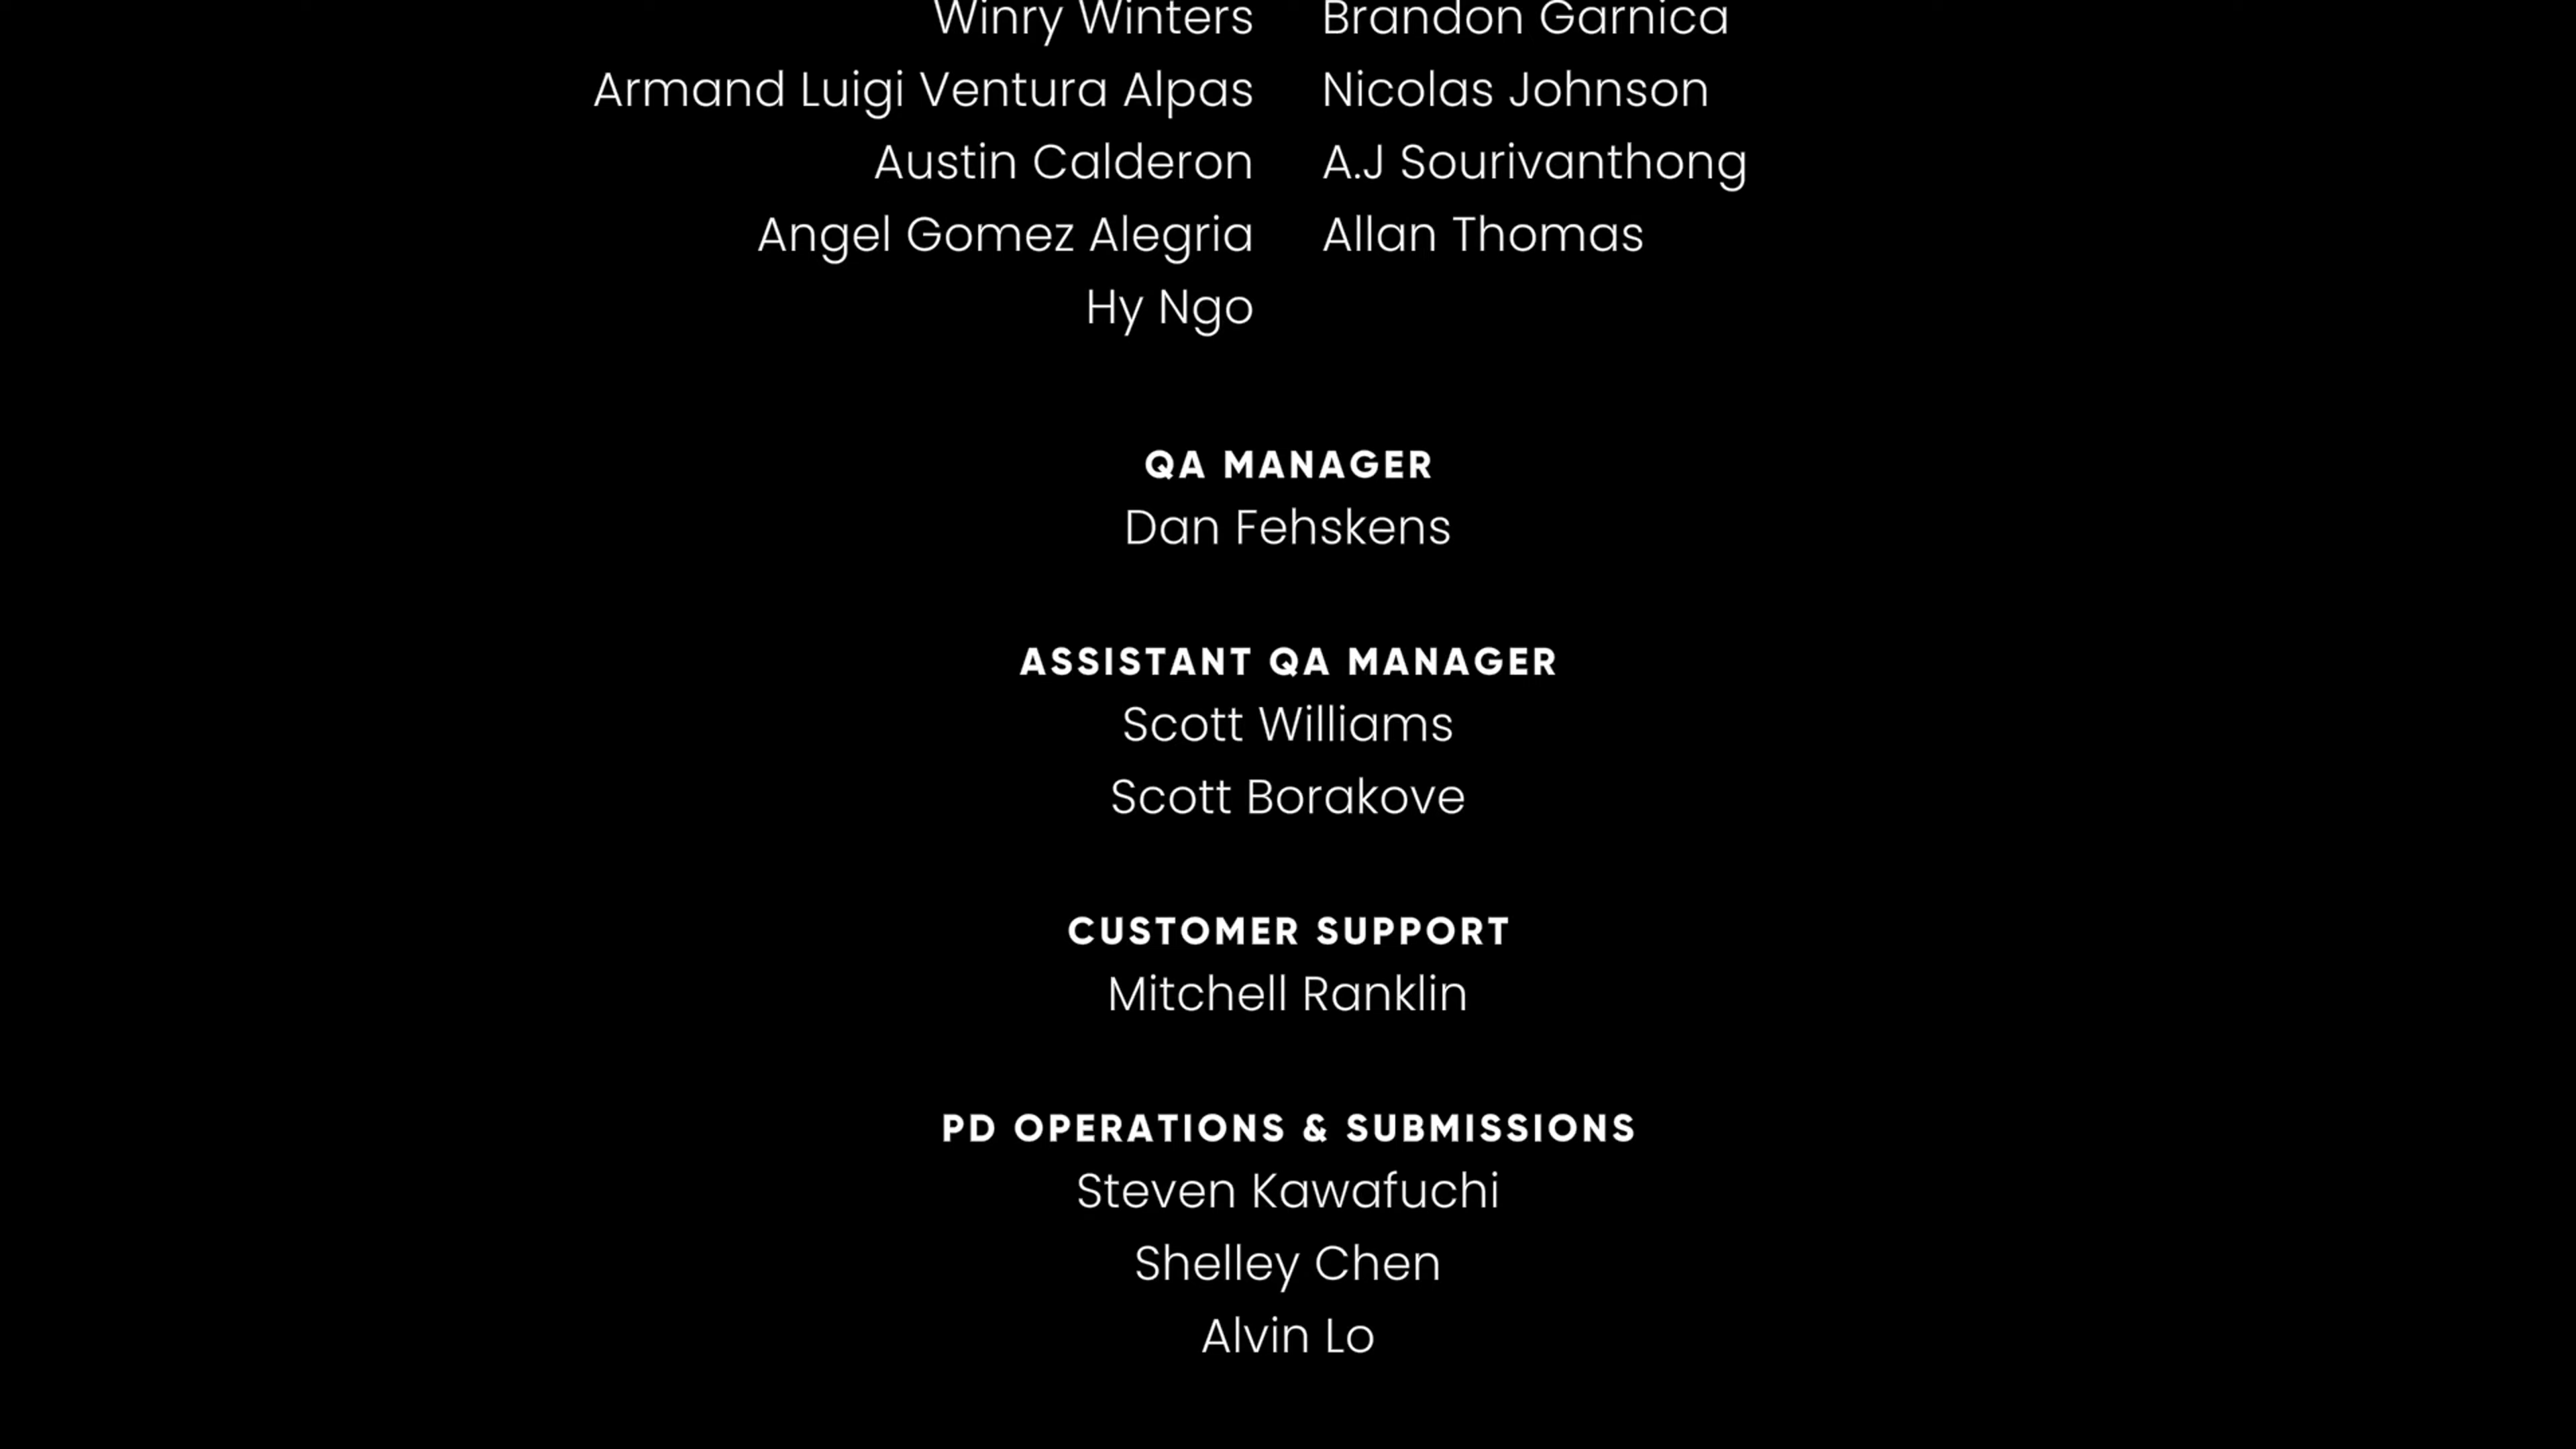 Winry Winters Brandon Garnica
Armand Luigi Ventura Alpas Nicolas Johnson
Austin Calderon A.J Sourivanthong
Angel Gomez Alegria Allan Thomas
Hy Ngo
QA MANAGER
Dan Fehskens
ASSISTANT QA MANAGER
Scott Williams
Scott Borakove
CUSTOMER SUPPORT
Mitchell Ranklin
PD OPERATIONS & SUBMISSIONS
Steven Kawafuchi
Shelley Chen
Alvin Lo